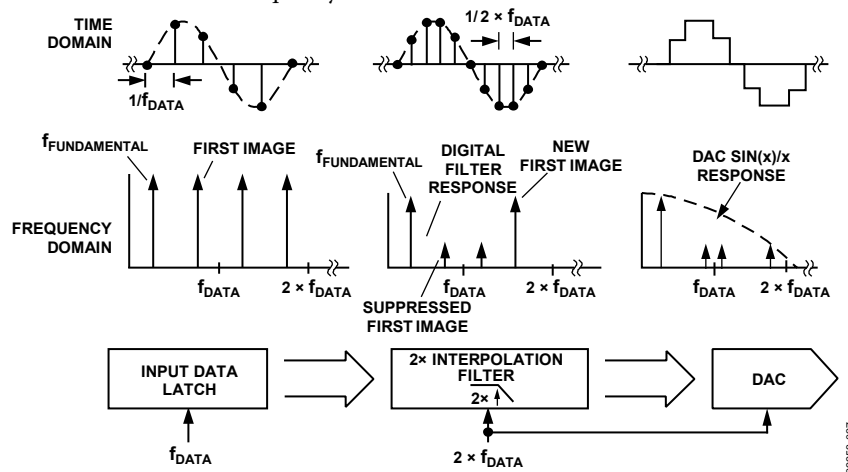 TIME
DOMAIN
1/fDATA
1/2 × fDATA
fFUNDAMENTAL
FIRST IMAGE
fFUNDAMENTAL
DIGITAL
FILTER
RESPONSE
NEW
FIRST IMAGE
DAC SIN(x)/x
RESPONSE
FREQUENCY
DOMAIN
fDATA
2 × fDATA
fDATA
2 × fDATA
SUPPRESSED
FIRST IMAGE
fDATA
2 × fDATA
INPUT DATA
LATCH
2× INTERPOLATION
FILTER
2×
DAC
fDATA
2 × fDATA